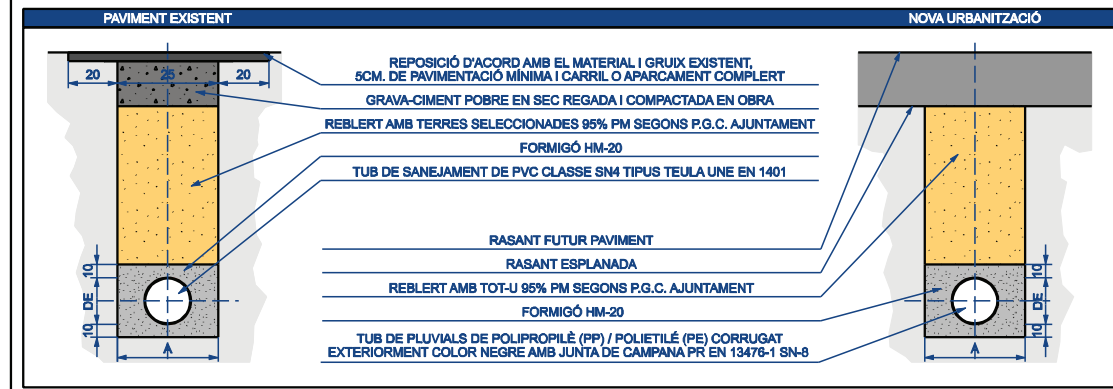 PAVIMENT EXISTENT
NOVA URBANITZACIÓ
20
25
20
REPOSICIÓ D'ACORD AMB EL MATERIAL I GRUIX EXISTENT,
5CM. DE PAVIMENTACIÓ MÍNIMA I CARRIL O APARCAMENT COMPLERT
GRAVA-CIMENT POBRE EN SEC REGADA I COMPACTADA EN OBRA
REBLERT AMB TERRES SELECCIONADES 95% PM SEGONS P.G.C. AJUNTAMENT
FORMIGÓ HM-20
TUB DE SANEJAMENT DE PVC CLASSE SN4 TIPUS TEULA UNE EN 1401
RASANT FUTUR PAVIMENT
RASANT ESPLANADA
REBLERT AMB TOT-U 95% PM SEGONS P.G.C. AJUNTAMENT
FORMIGÓ HM-20
TUB DE PLUVIALS DE POLIPROPILÈ (PP) / POLIETILÉ (PE) CORRUGAT
EXTERIORMENT COLOR NEGRE AMB JUNTA DE CAMPANA PR EN 13476-1 SN-8
10
DE
10
A
10
DE
10
A